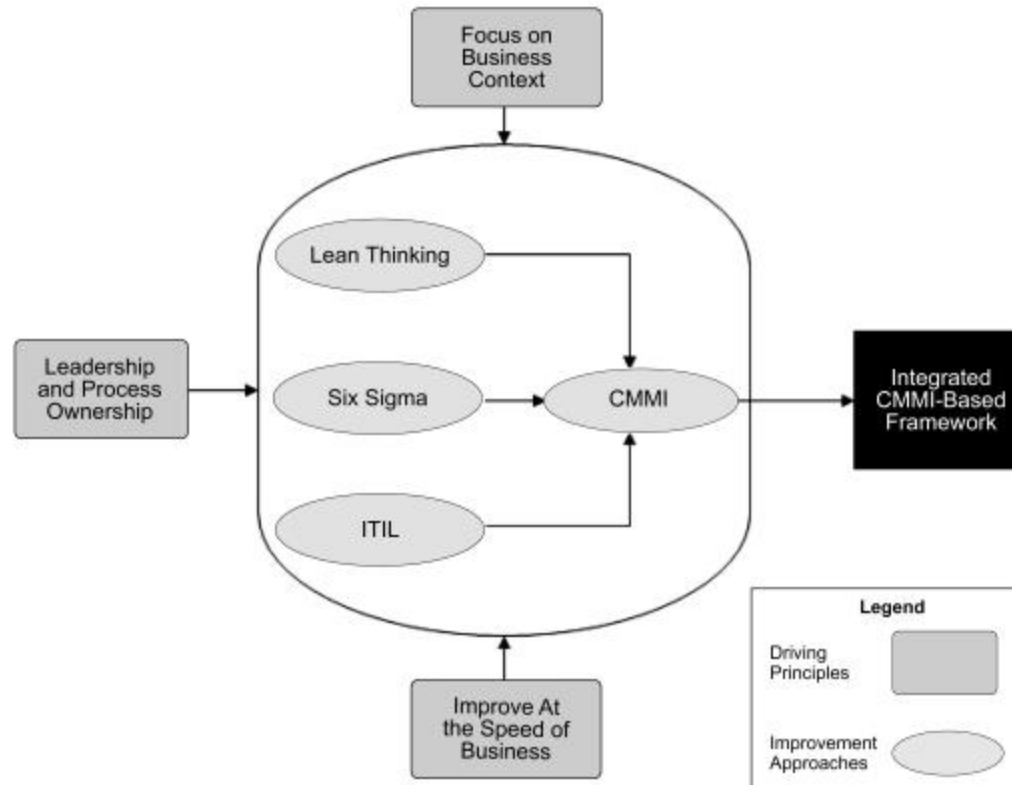 Focus on
Business
Context
Lean Thinking
Leadership
and Process
Ownership
Six Sigma
CMMI
Integrated
CMMI-Based
Framework
ITIL
Improve At
the Speed of
Business
Legend
Driving
Principles
Improvement
Approaches